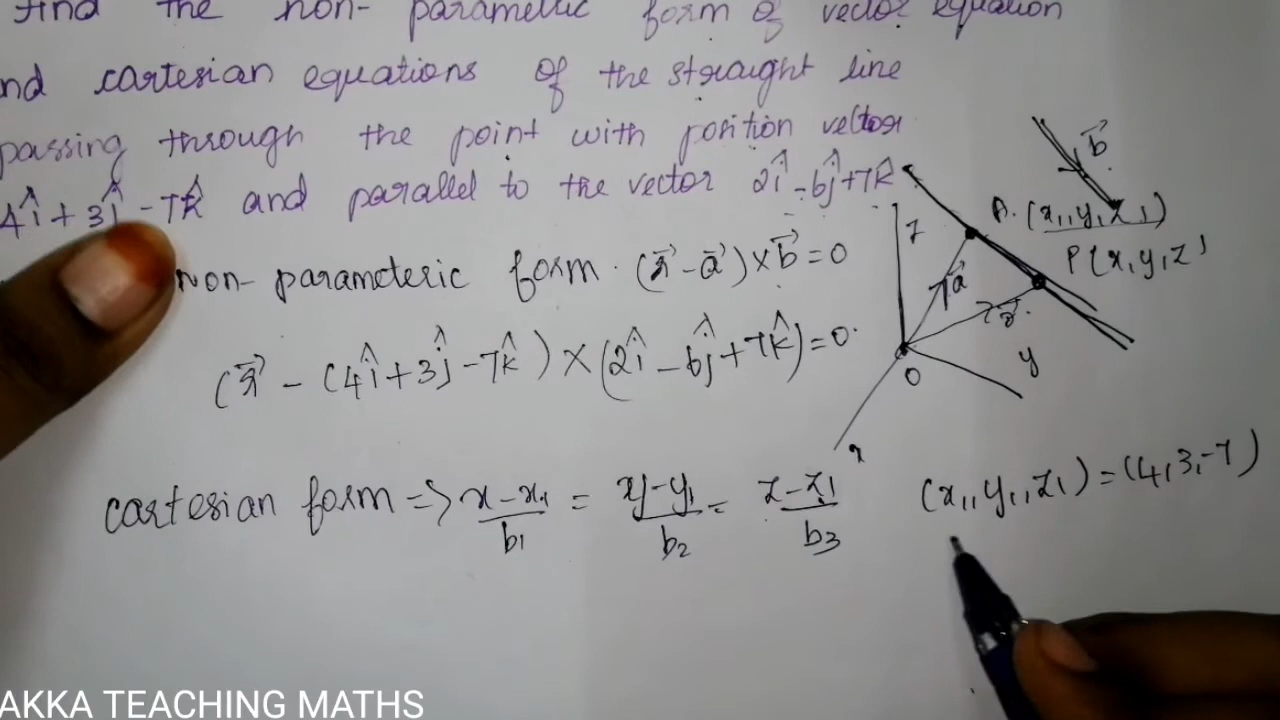 Find the non-parametric form of vector equation
nd cartesian equations of the straight line
passing through the point with position vector
4î + 3ĵ - 7k̂ and parallel to the vector 2î - 6ĵ + 7k̂
non-parameteric form. (r⃗ - a⃗) × b⃗ = 0
(r⃗ - (4î + 3ĵ - 7k̂) × (2î - 6ĵ + 7k̂) = 0.
cartesian form => x-x₁/b₁ = y-y₁/b₂ = z-z₁/b₃
(x₁, y₁, z₁) = (4, 3, -7)
b⃗
A. (x₁, y₁, z₁)
P(x, y, z)
z
a⃗
r⃗.
y
O
x
AKKA TEACHING MATHS